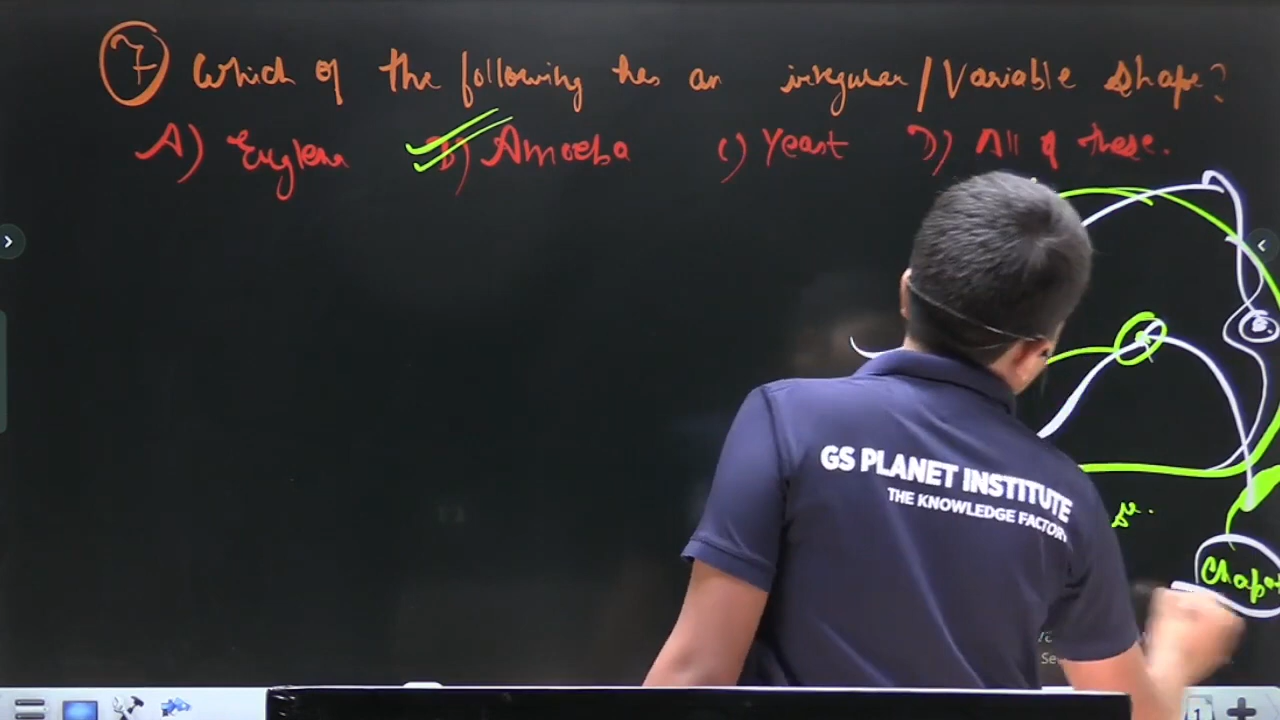 7 Which of the following has an irregular/Variable Shape?
A) Euglena B) Amoeba C) Yeast D) All of these.
GS PLANET INSTITUTE
THE KNOWLEDGE FACTORY
1